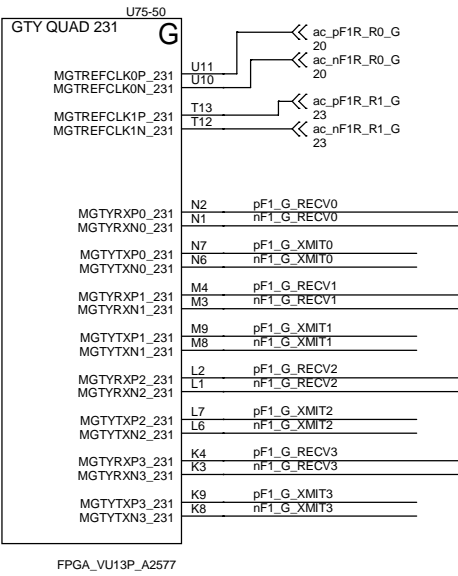 U75-50
GTY QUAD 231 G
MGTREFCLK0P_231 U11 ac_pF1R_R0_G
20
MGTREFCLK0N_231 U10 ac_nF1R_R0_G
20
MGTREFCLK1P_231 T13 ac_pF1R_R1_G
23
MGTREFCLK1N_231 T12 ac_nF1R_R1_G
23
MGTYRXP0_231 N2 pF1_G_RECV0
MGTYRXN0_231 N1 nF1_G_RECV0
MGTYTXP0_231 N7 pF1_G_XMIT0
MGTYTXN0_231 N6 nF1_G_XMIT0
MGTYRXP1_231 M4 pF1_G_RECV1
MGTYRXN1_231 M3 nF1_G_RECV1
MGTYTXP1_231 M9 pF1_G_XMIT1
MGTYTXN1_231 M8 nF1_G_XMIT1
MGTYRXP2_231 L2 pF1_G_RECV2
MGTYRXN2_231 L1 nF1_G_RECV2
MGTYTXP2_231 L7 pF1_G_XMIT2
MGTYTXN2_231 L6 nF1_G_XMIT2
MGTYRXP3_231 K4 pF1_G_RECV3
MGTYRXN3_231 K3 nF1_G_RECV3
MGTYTXP3_231 K9 pF1_G_XMIT3
MGTYTXN3_231 K8 nF1_G_XMIT3
FPGA_VU13P_A2577